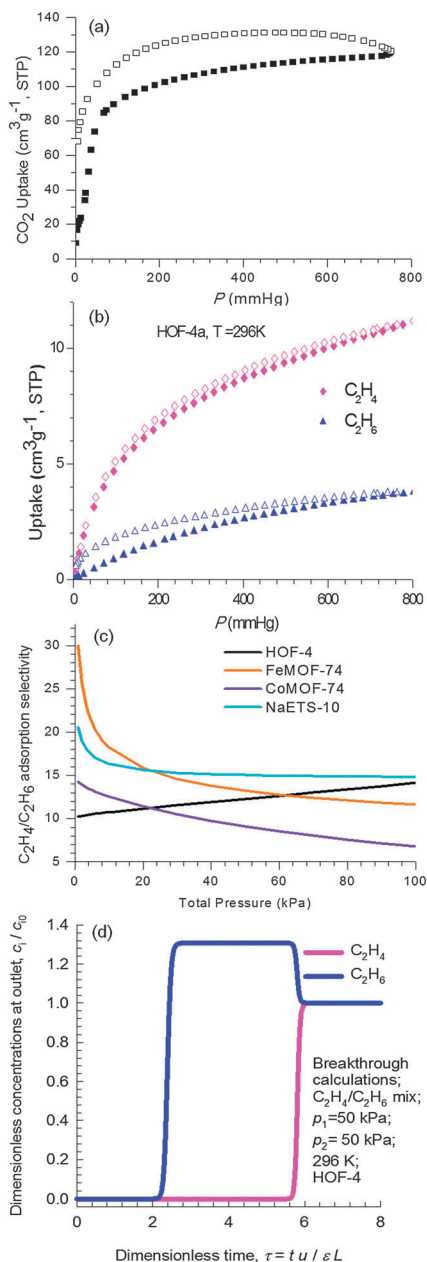 (a)
140
120
100
80
60
40
20
0
CO2 Uptake (cm3g-1, STP)
0 200 400 600 800
P (mmHg)
(b)
HOF-4a, T =296K
C2H4
C2H6
10
5
0
Uptake (cm3g-1, STP)
200 400 600 800
P (mmHg)
(c)
HOF-4
FeMOF-74
CoMOF-74
NaETS-10
30
25
20
15
10
5
C2H4/C2H6 adsorption selectivity
0 20 40 60 80 100
Total Pressure (kPa)
(d)
C2H4
C2H6
1.4
1.2
1.0
0.8
0.6
0.4
0.2
0.0
Dimensionless concentrations at outlet, ci / ci0
Breakthrough
calculations;
C2H4/C2H6 mix;
p1=50 kPa;
p2= 50 kPa;
296 K;
HOF-4
0 2 4 6 8
Dimensionless time, τ = t u / ε L